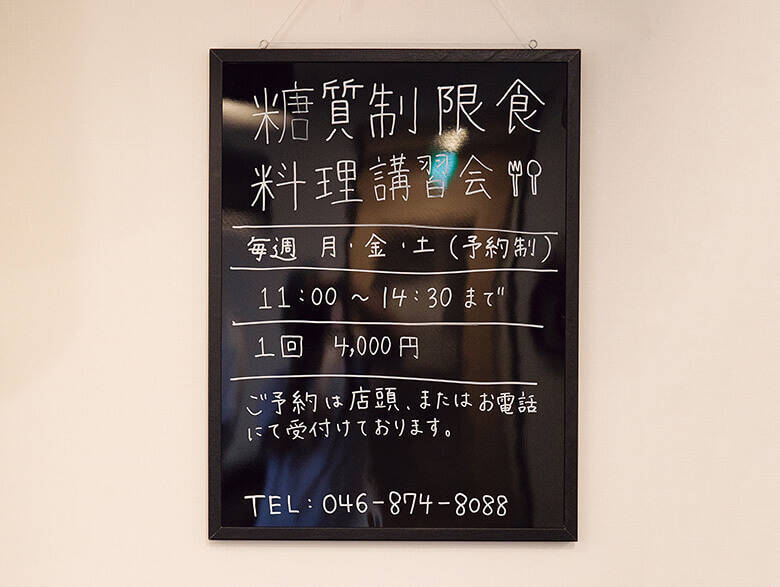 糖質制限食
料理講習会
毎週 月・金・土 (予約制)
11:00 〜 14:30 まで
1回 4,000円
ご予約は店頭、またはお電話
にて受付けております。
TEL:046-874-8088